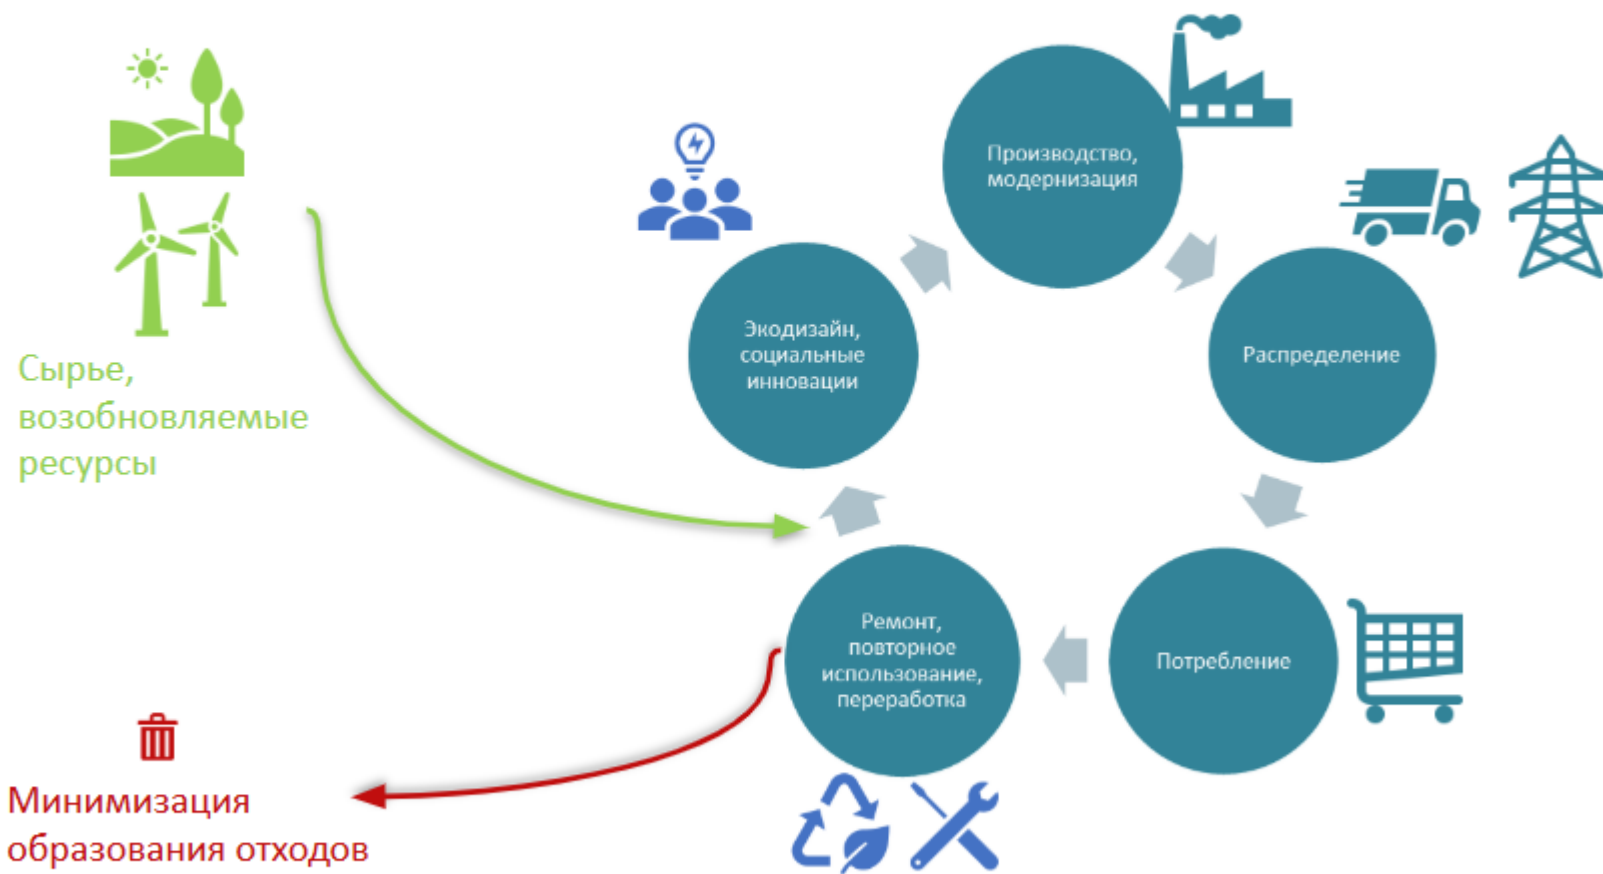 Производство,
модернизация
Экодизайн,
социальные
инновации
Распределение
Сырье,
возобновляемые
ресурсы
Ремонт,
повторное
использование,
переработка
Потребление
Минимизация
образования отходов